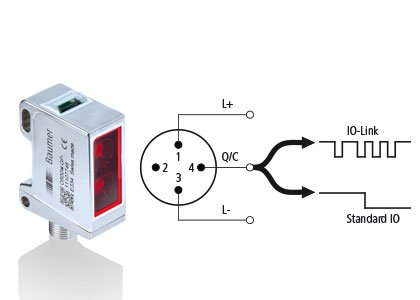 Baumer
L+
1
2
4
3
Q/C
L-
IO-Link
Standard IO